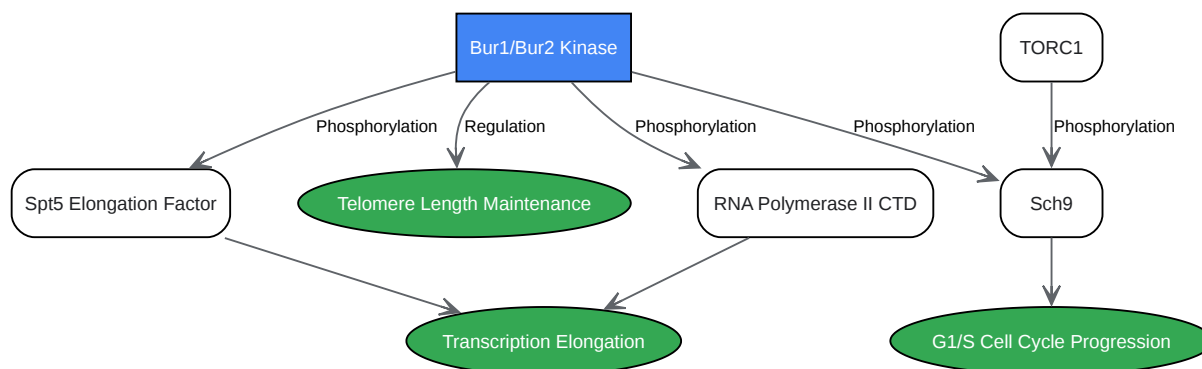 Bur1/Bur2 Kinase
TORC1
Phosphorylation
Regulation
Phosphorylation
Phosphorylation
Phosphorylation
Spt5 Elongation Factor
Telomere Length Maintenance
RNA Polymerase II CTD
Sch9
Transcription Elongation
G1/S Cell Cycle Progression